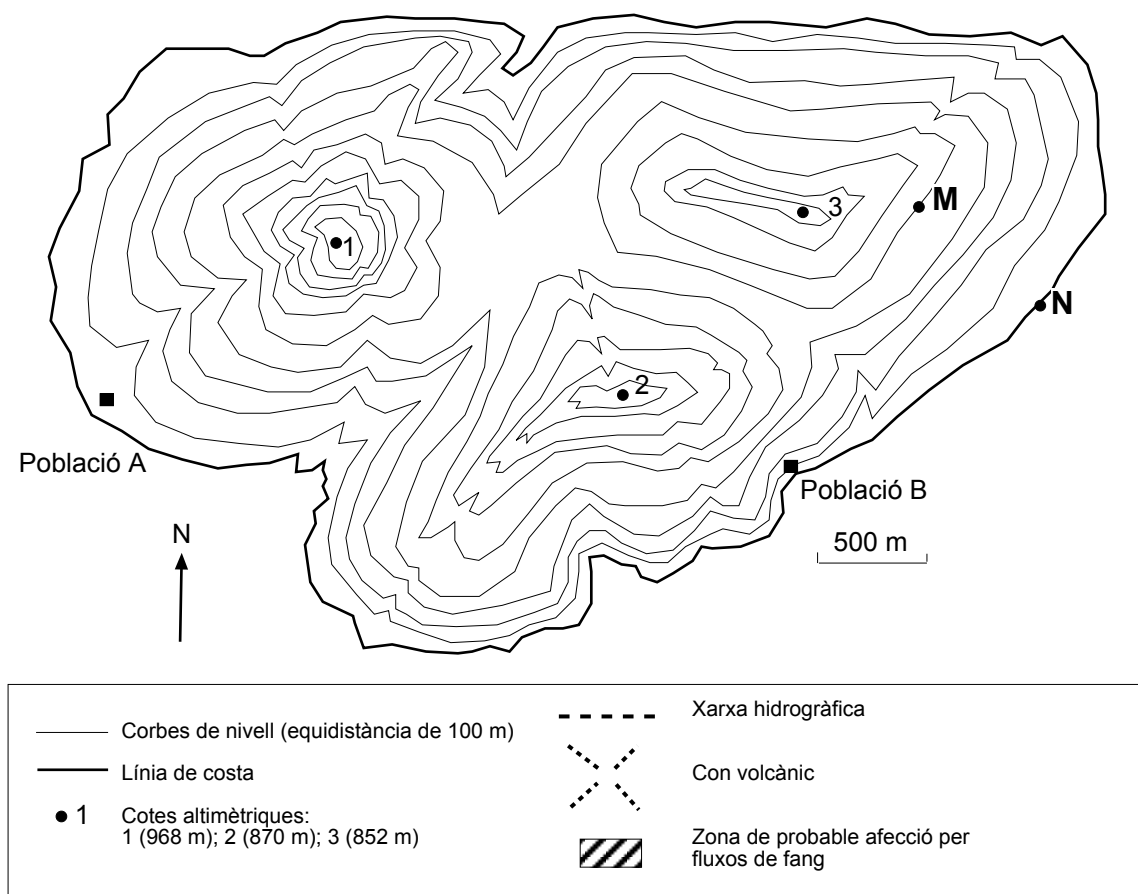 1
3
M
N
2
Població A
Població B
N
500 m
Corbes de nivell (equidistància de 100 m)
Línia de costa
1 Cotes altimètriques:
1 (968 m); 2 (870 m); 3 (852 m)
Xarxa hidrogràfica
Con volcànic
Zona de probable afecció per
fluxos de fang